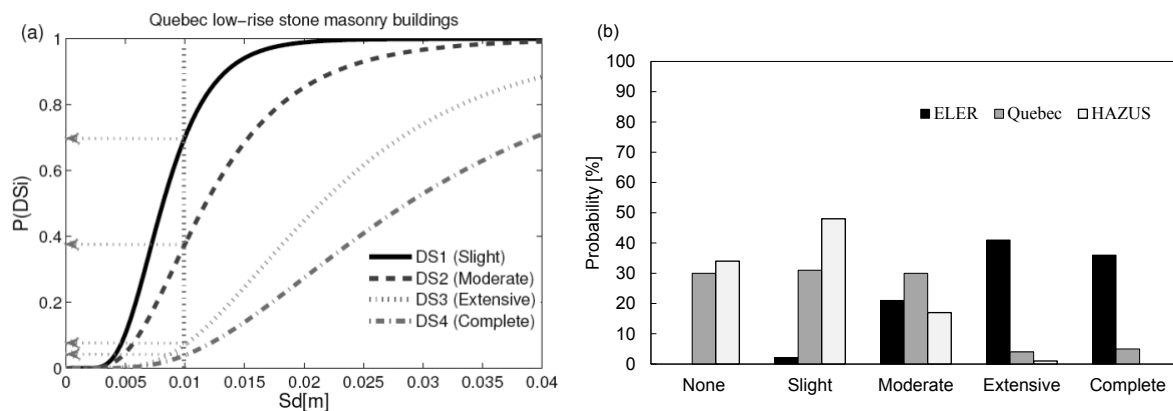 (a)
Quebec low-rise stone masonry buildings
1
0.8
0.6
0.4
0.2
0
P(DSi)
DS1 (Slight)
DS2 (Moderate)
DS3 (Extensive)
DS4 (Complete)
0 0.005 0.01 0.015 0.02 0.025 0.03 0.035 0.04
Sd[m]
(b)
100
90
80
70
60
50
40
30
20
10
0
Probability [%]
ELER Quebec HAZUS
None Slight Moderate Extensive Complete